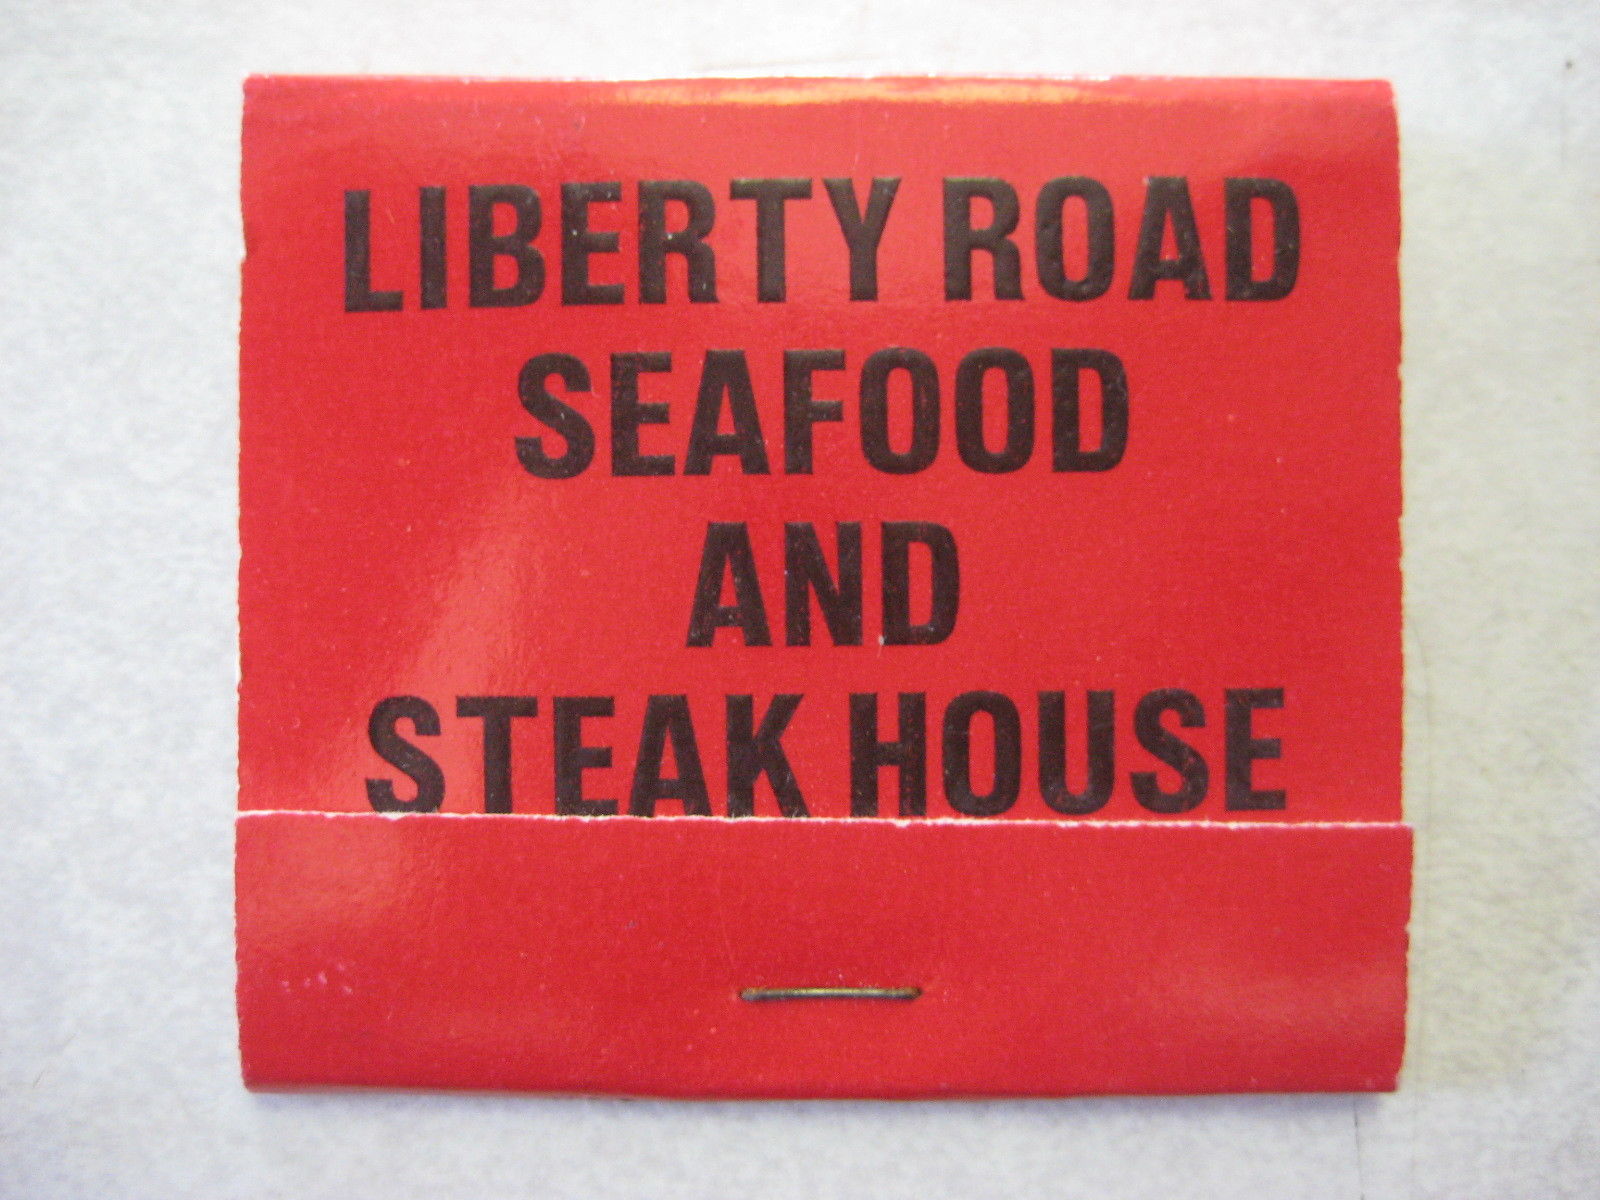 LIBERTY ROAD
SEAFOOD
AND
STEAK HOUSE